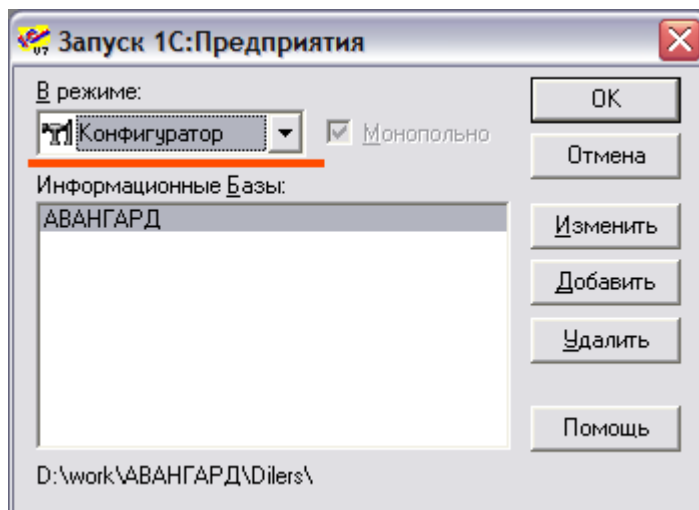 Запуск 1С:Предприятия
В режиме:
Конфигуратор
Монопольно
Информационные Базы:
АВАНГАРД
OK
Отмена
Изменить
Добавить
Удалить
Помощь
D:\work\АВАНГАРД\Dilers\